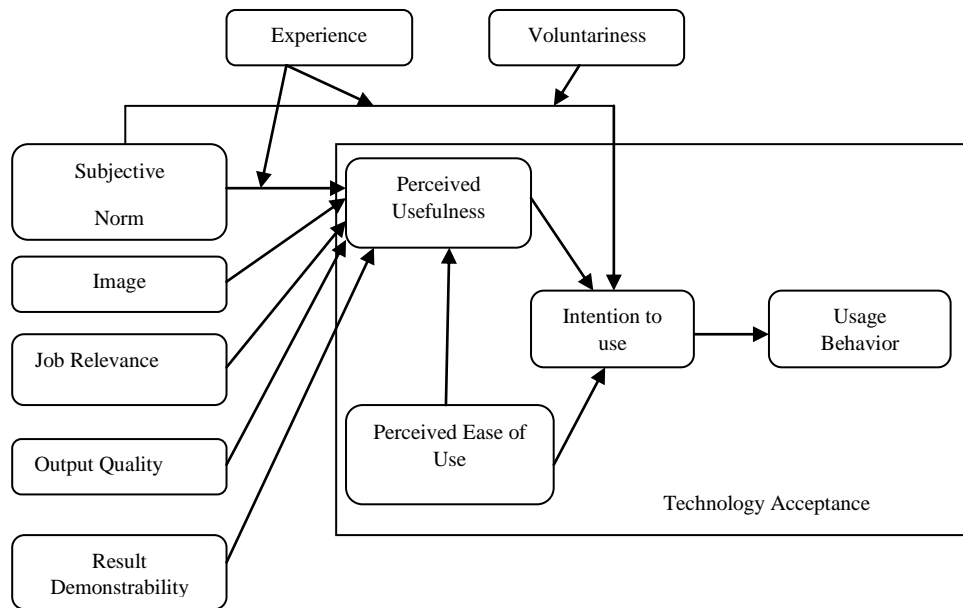 Experience
Voluntariness
Subjective
Norm
Perceived
Usefulness
Image
Intention to
use
Usage
Behavior
Job Relevance
Perceived Ease of
Use
Output Quality
Technology Acceptance
Result
Demonstrability